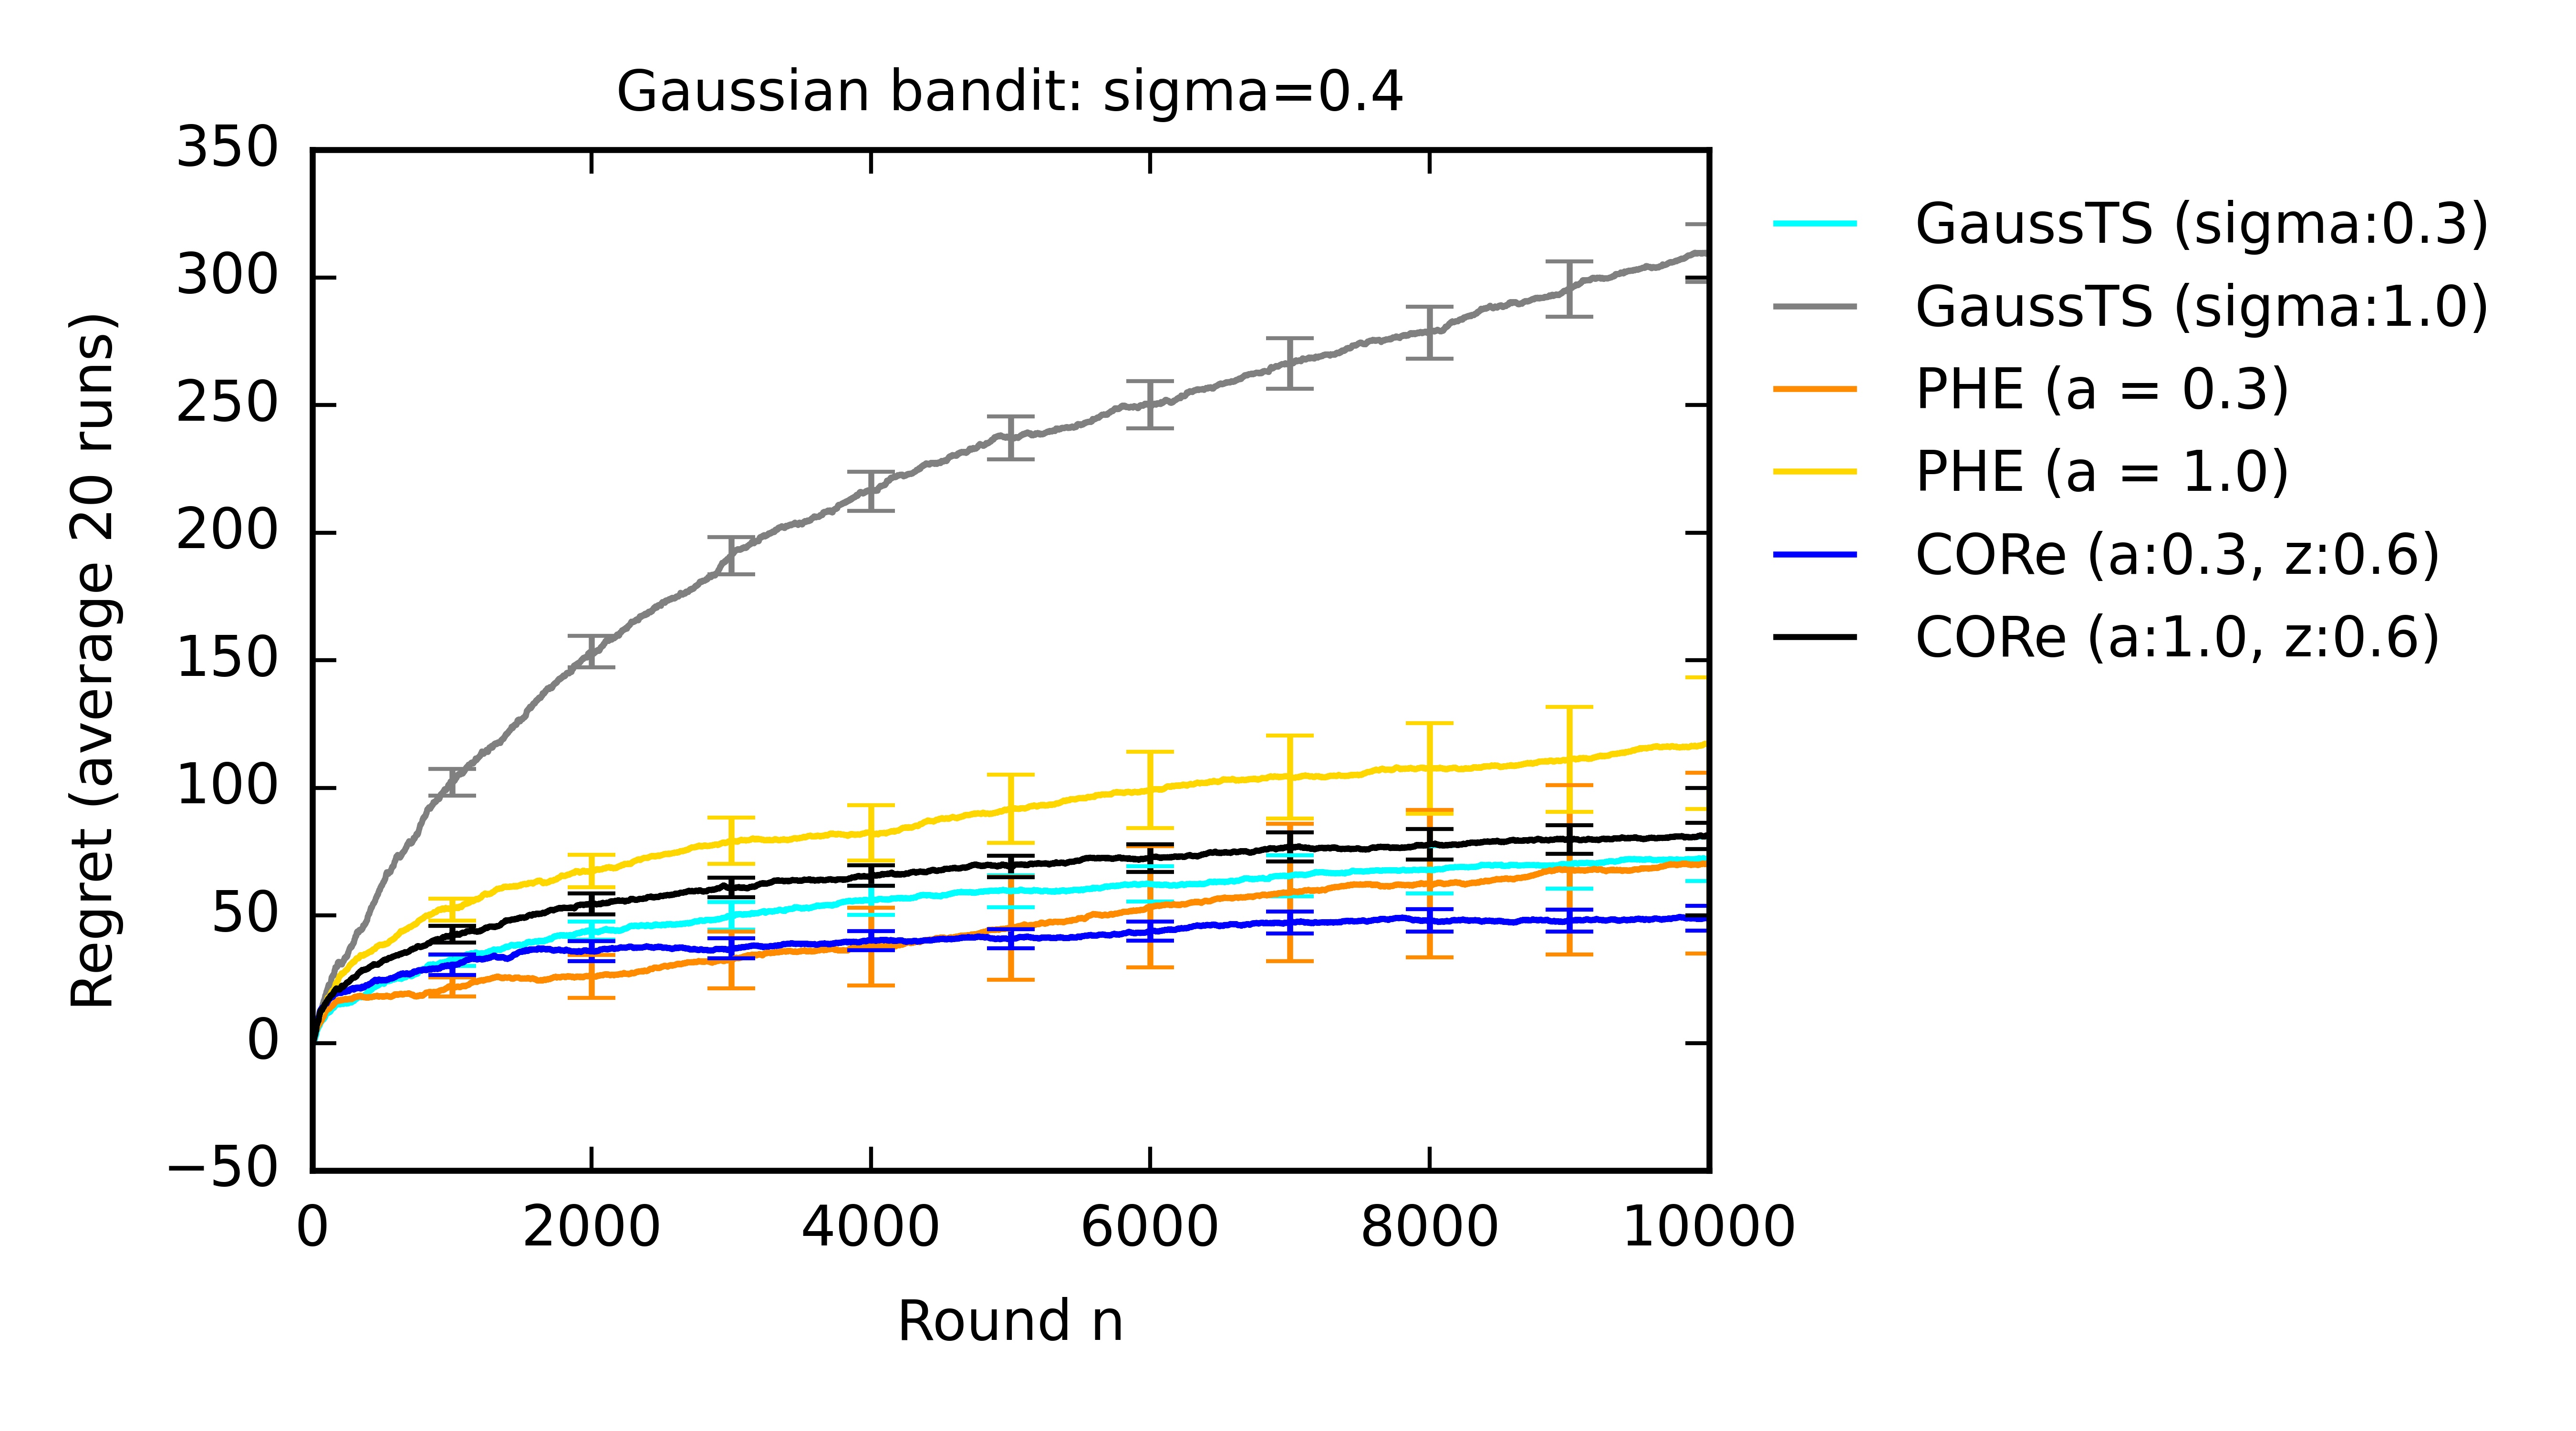 Gaussian bandit: sigma=0.4
350
300
250
200
150
100
50
0
−50
Regret (average 20 runs)
0 2000 4000 6000 8000 10000
Round n
GaussTS (sigma:0.3)
GaussTS (sigma:1.0)
PHE (a = 0.3)
PHE (a = 1.0)
CORe (a:0.3, z:0.6)
CORe (a:1.0, z:0.6)